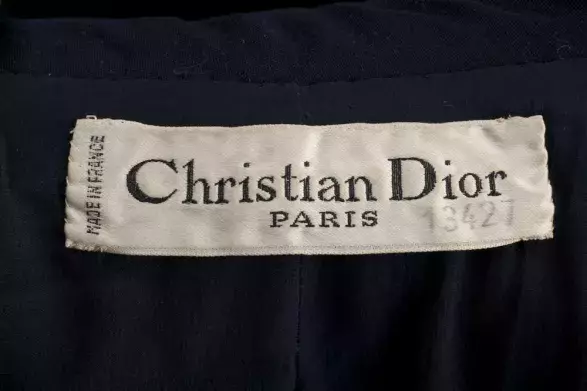 MADE IN FRANCE
Christian Dior
PARIS
13427